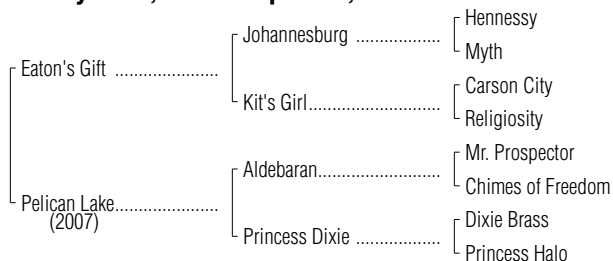 Hennessy
Johannesburg ..................
Myth
Eaton's Gift ......................
Carson City
Kit's Girl............................
Religiosity
Mr. Prospector
Aldebaran..........................
Chimes of Freedom
Pelican Lake......................
(2007)
Dixie Brass
Princess Dixie ..................
Princess Halo